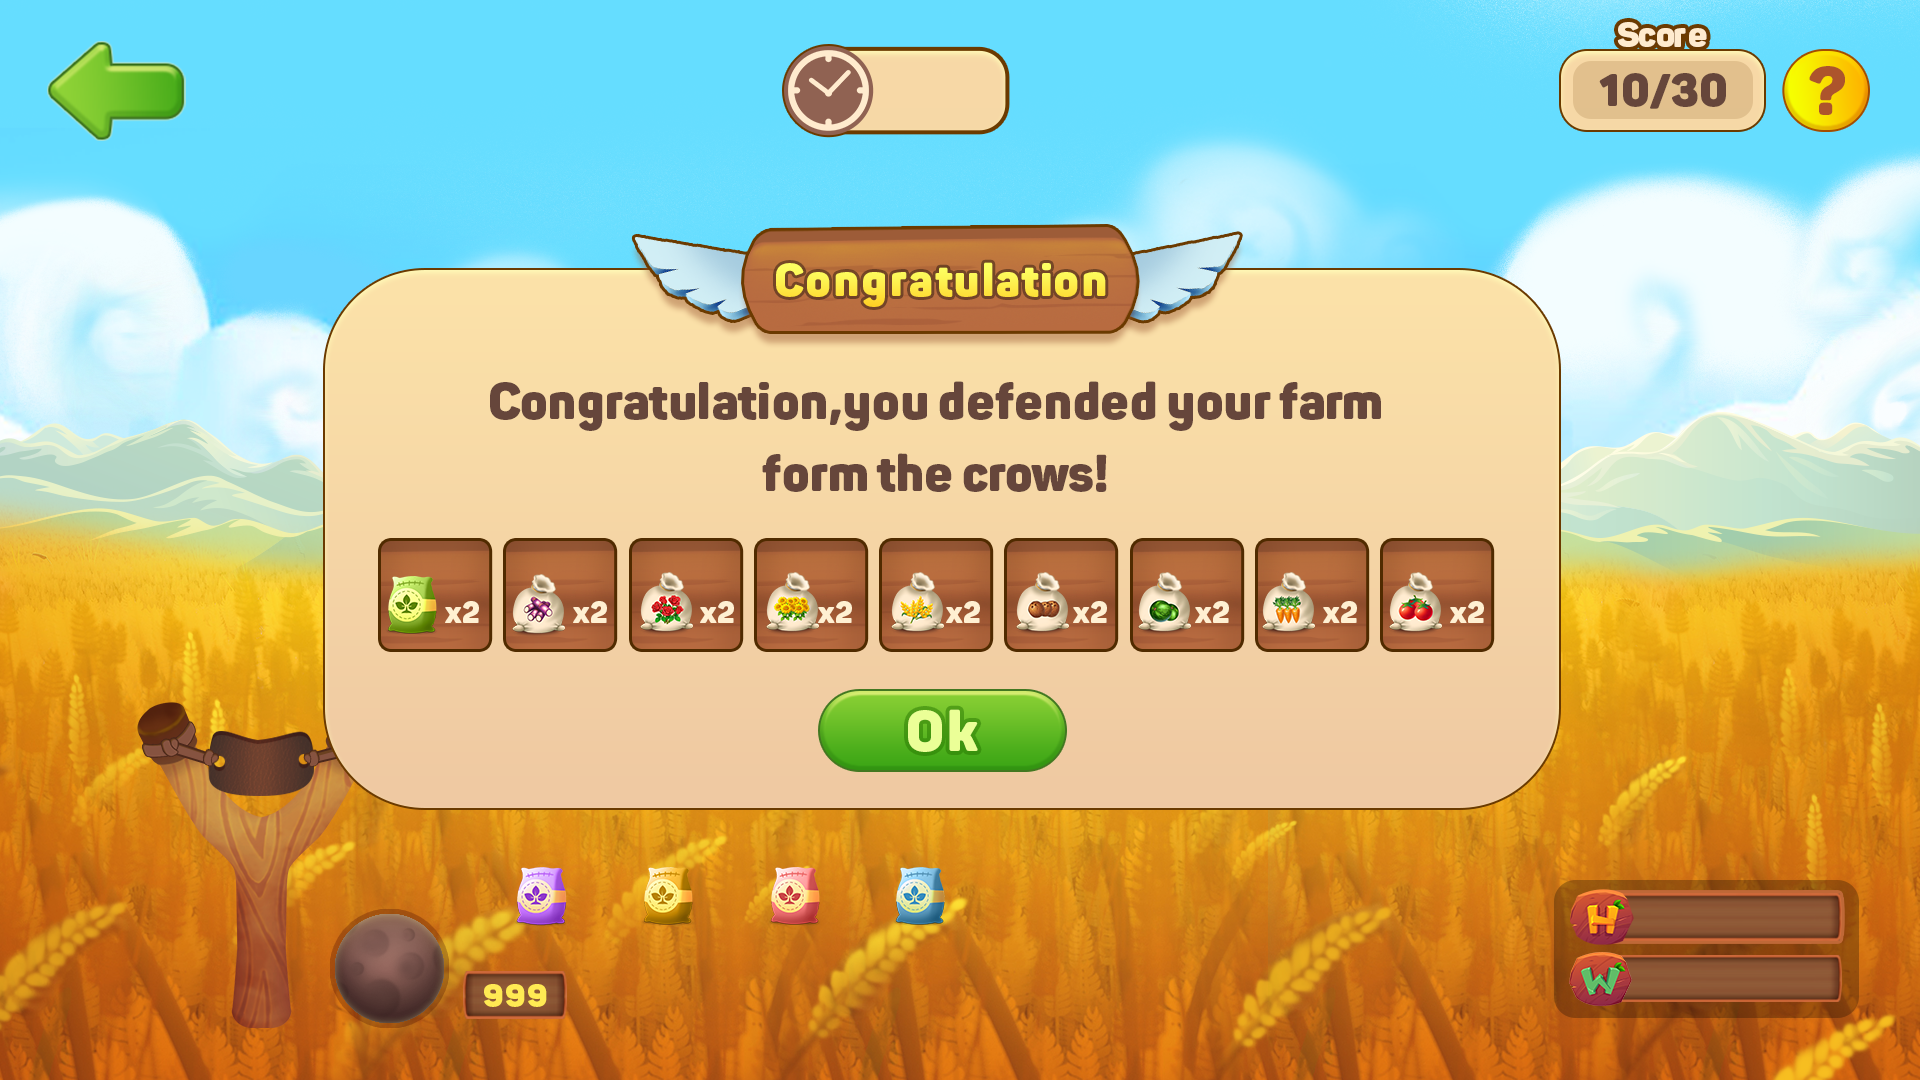 Score
10/30
?
Congratulation
Congratulation,you defended your farm
form the crows!
x2 x2 x2 x2 x2 x2 x2 x2 x2
Ok
H
W
999